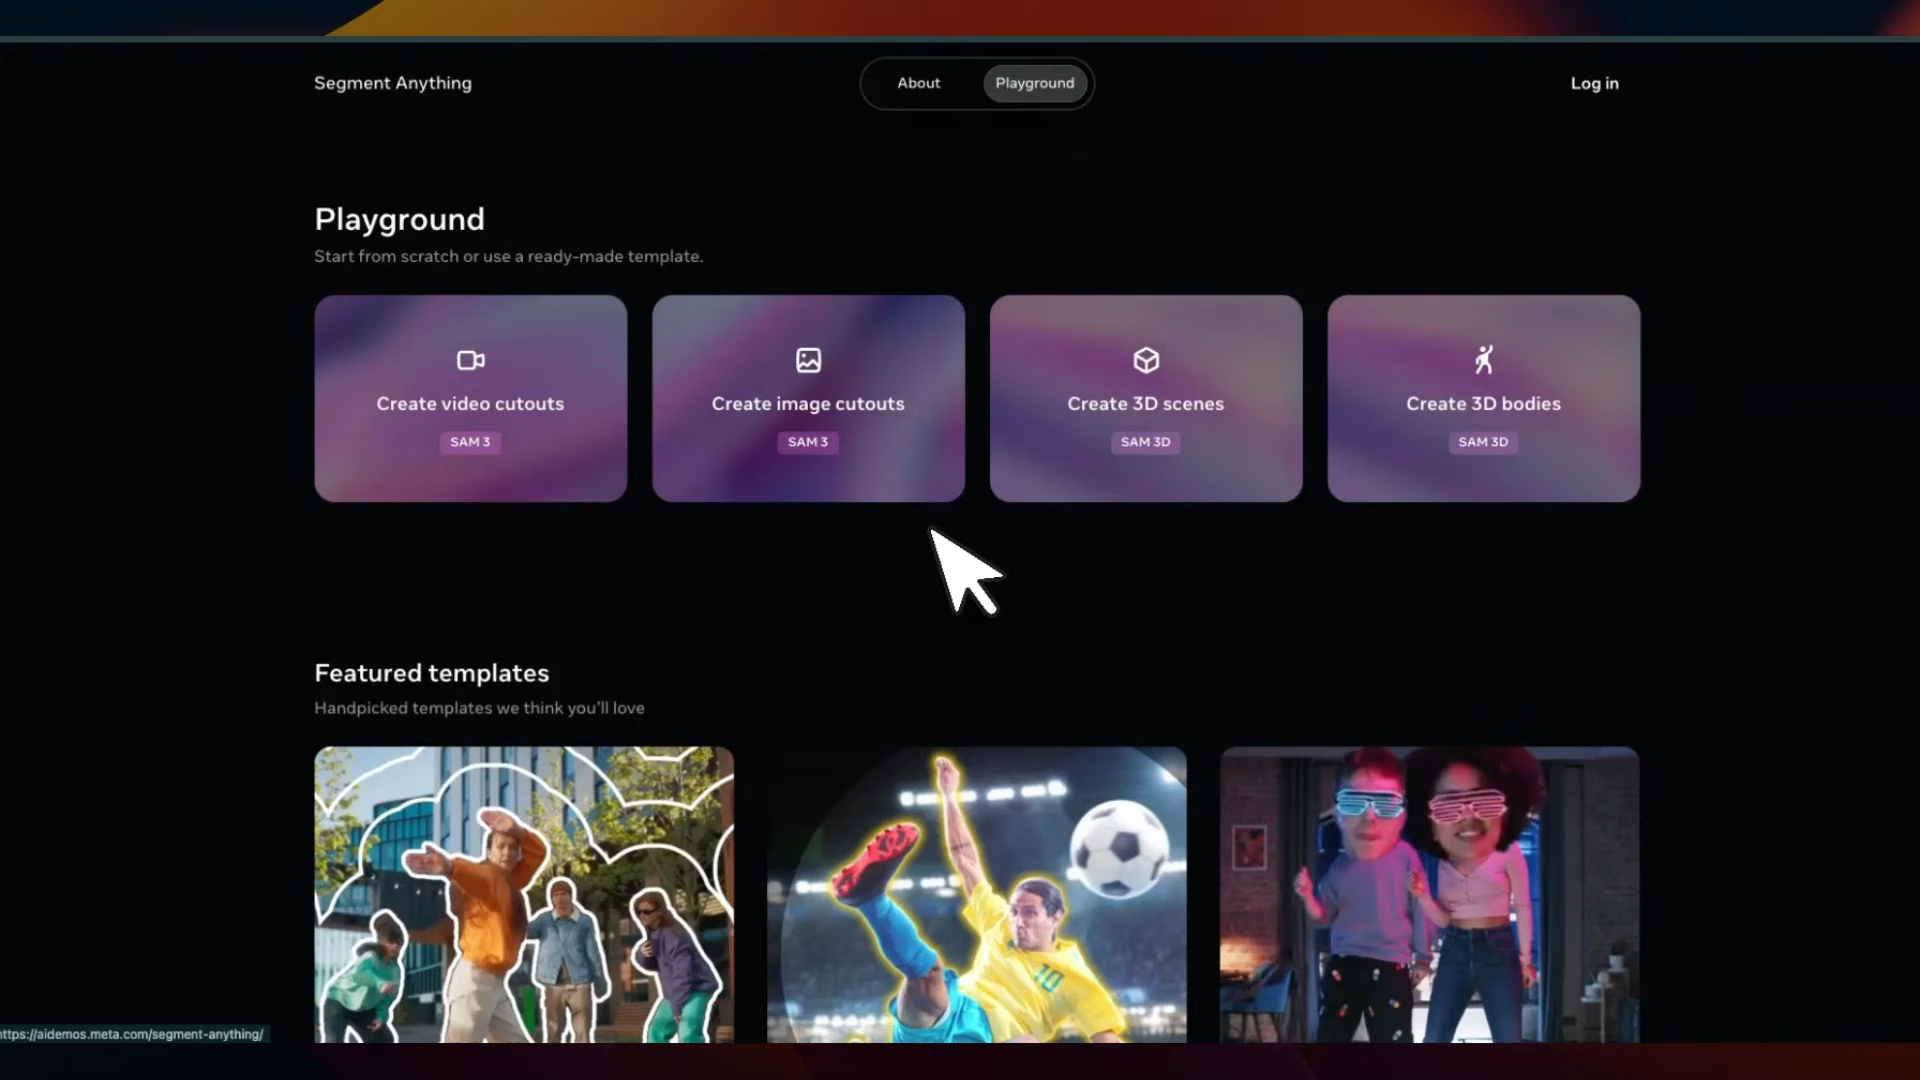 Segment Anything
About
Playground
Log in
Playground
Start from scratch or use a ready-made template.
Create video cutouts
SAM 3
Create image cutouts
SAM 3
Create 3D scenes
SAM 3D
Create 3D bodies
SAM 3D
Featured templates
Handpicked templates we think you'll love
10
https://aidemos.meta.com/segment-anything/